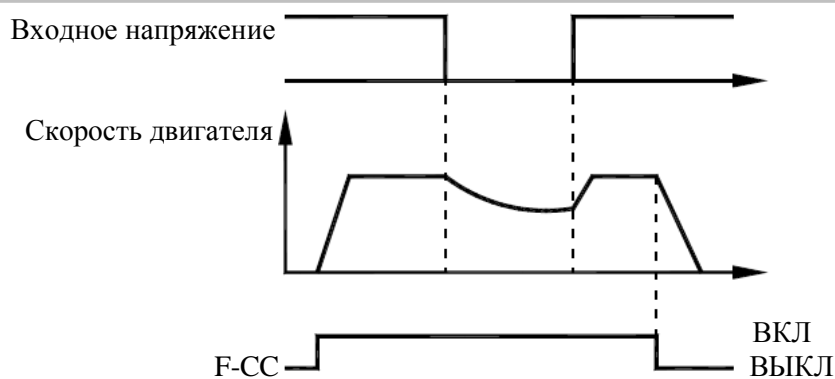 Входное напряжение
Скорость двигателя
ВКЛ
F-CC
ВЫКЛ